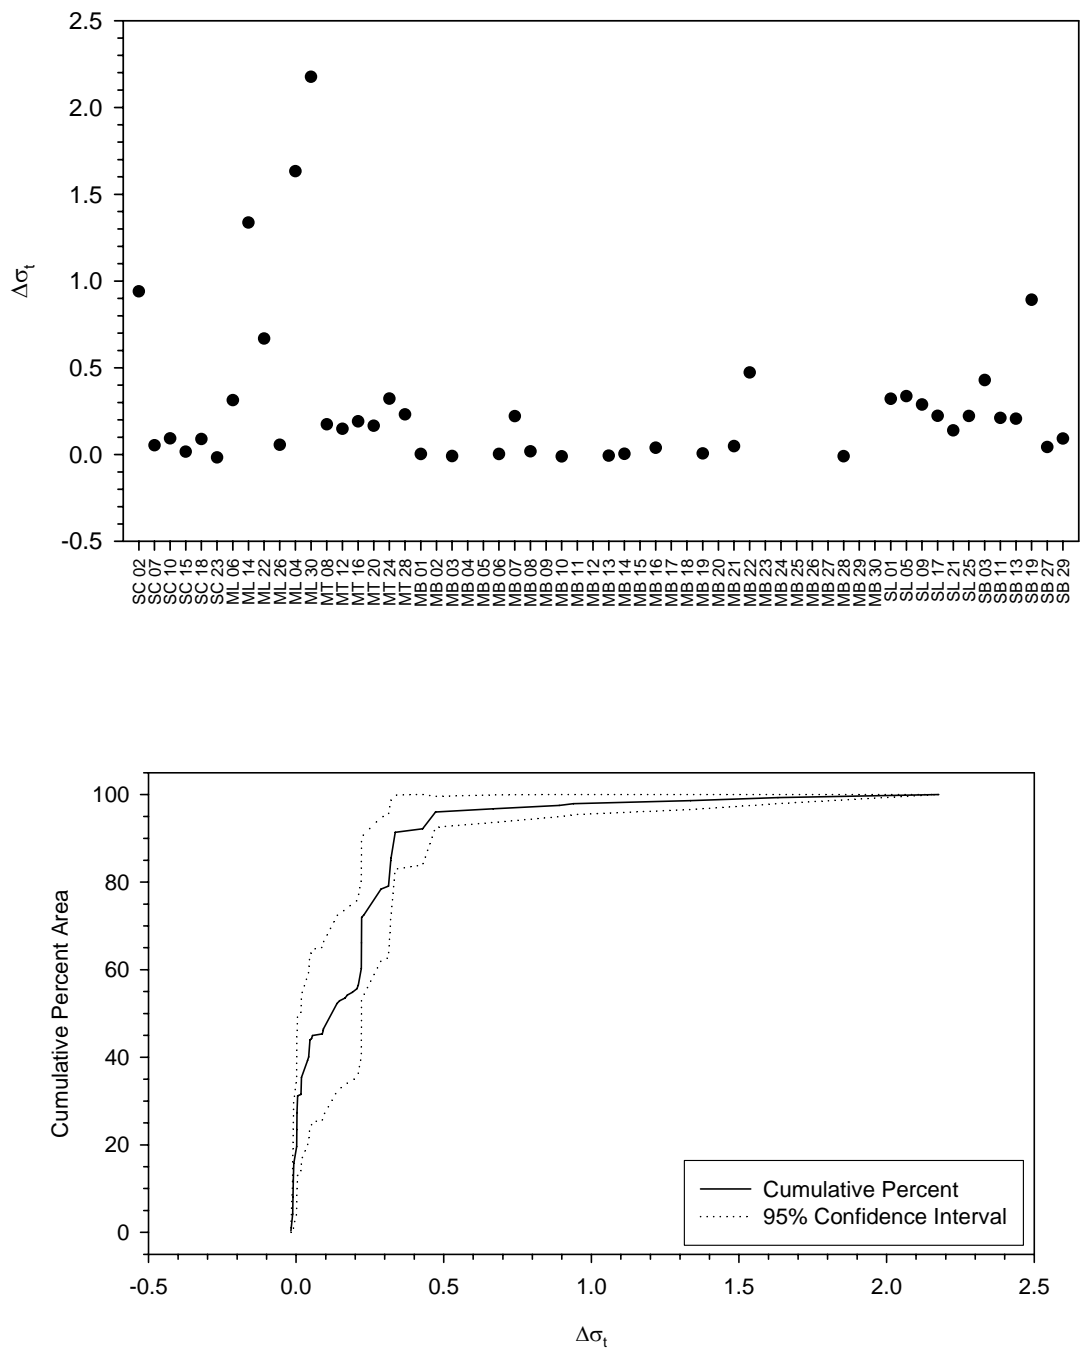 2.5
2.0
1.5
1.0
0.5
0.0
-0.5
Δσt
SC 02
SC 07
SC 10
SC 15
SC 18
SC 23
ML 06
ML 14
ML 22
ML 26
ML 04
ML 30
MT 08
MT 12
MT 16
MT 20
MT 24
MT 28
MB 01
MB 02
MB 03
MB 04
MB 05
MB 06
MB 07
MB 08
MB 09
MB 10
MB 11
MB 12
MB 13
MB 14
MB 15
MB 16
MB 17
MB 18
MB 19
MB 20
MB 21
MB 22
MB 23
MB 24
MB 25
MB 26
MB 27
MB 28
MB 29
MB 30
SL 01
SL 05
SL 09
SL 17
SL 21
SL 25
SB 03
SB 11
SB 13
SB 19
SB 27
SB 29
100
80
60
40
20
0
Cumulative Percent Area
Cumulative Percent
95% Confidence Interval
-0.5 0.0 0.5 1.0 1.5 2.0 2.5
Δσt